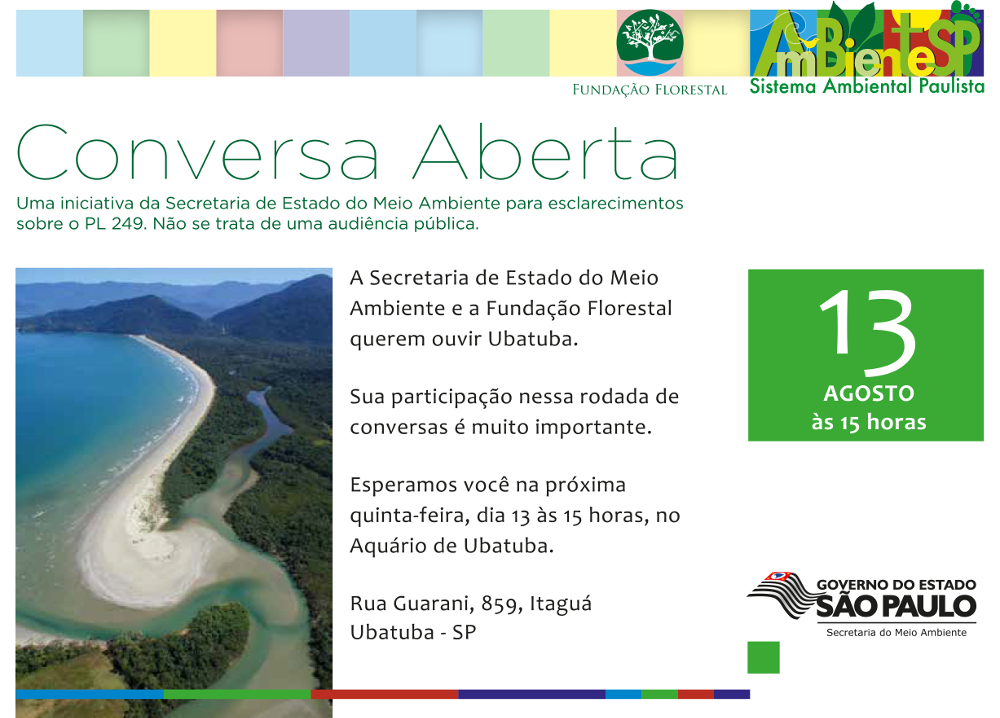 FUNDAÇÃO FLORESTAL
AmBienteSP
Sistema Ambiental Paulista
Conversa Aberta
Uma iniciativa da Secretaria de Estado do Meio Ambiente para esclarecimentos
sobre o PL 249. Não se trata de uma audiência pública.
A Secretaria de Estado do Meio
Ambiente e a Fundação Florestal
querem ouvir Ubatuba.
Sua participação nessa rodada de
conversas é muito importante.
Esperamos você na próxima
quinta-feira, dia 13 às 15 horas, no
Aquário de Ubatuba.
Rua Guarani, 859, Itaguá
Ubatuba - SP
13
AGOSTO
às 15 horas
GOVERNO DO ESTADO
SÃO PAULO
Secretaria do Meio Ambiente